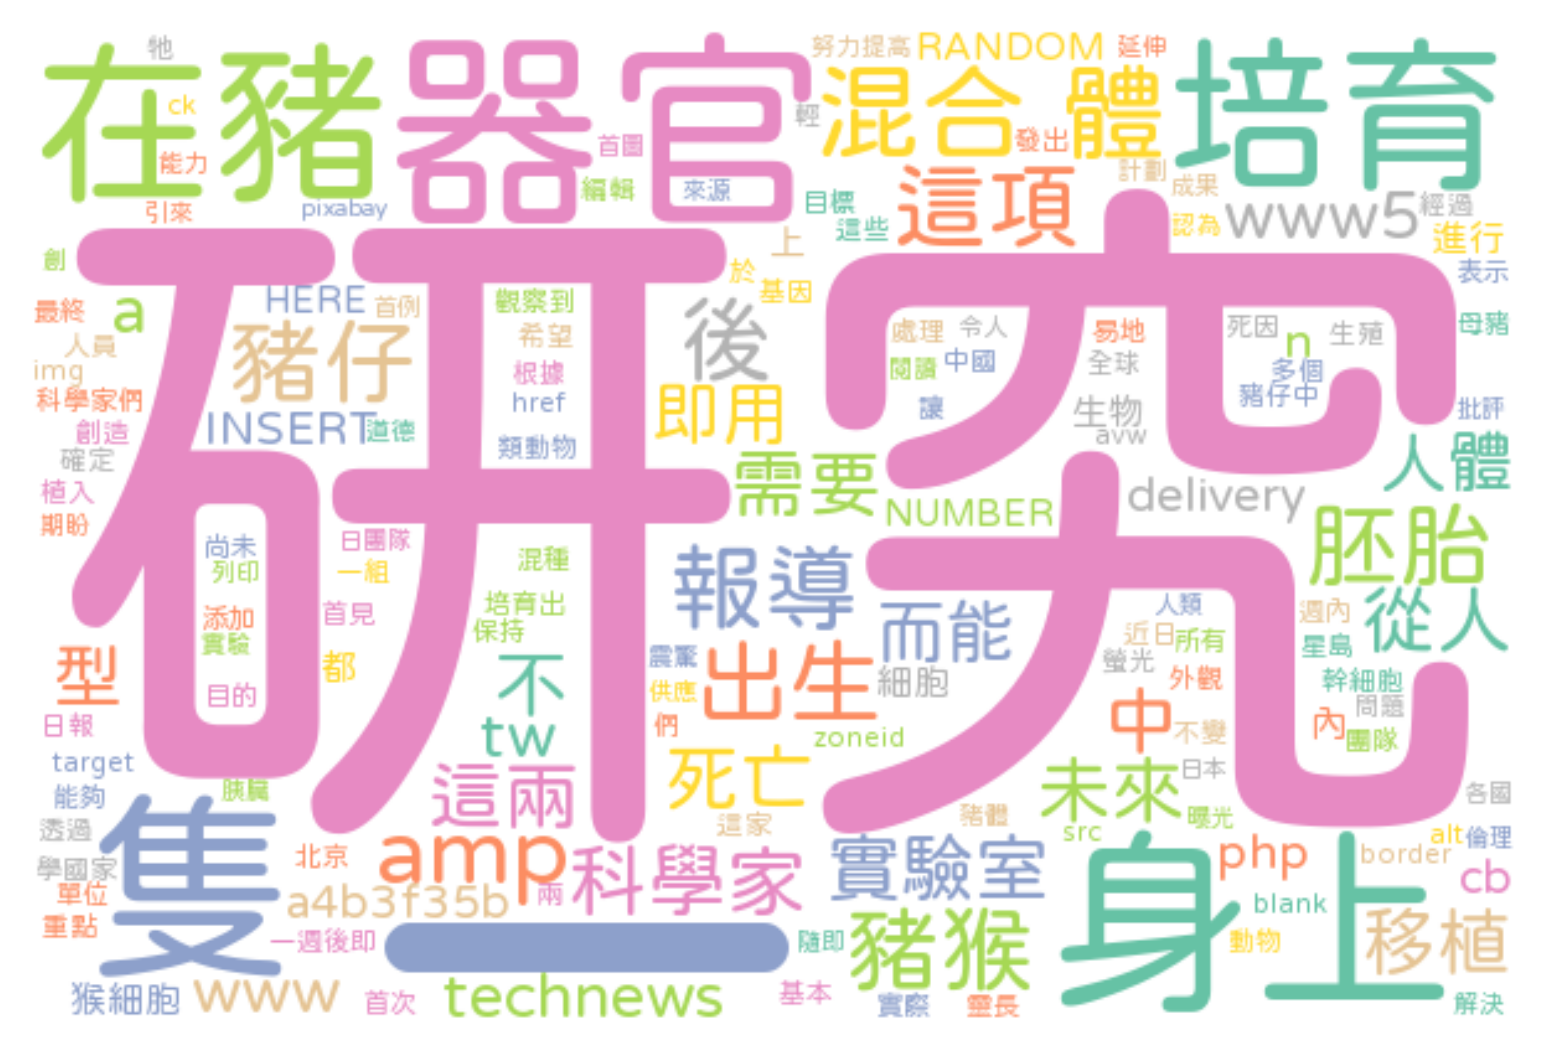 在豬
器官
混合 體
培育
研究
牠
ck
能力
引來
pixabay
首圖
編輯
來源
輕
努力提高
RANDOM
延伸
發出
計劃
成果
目標
這些
這項
認為
www5
經過
進行
表示
創
最終
a
人員
img
科學家們
創造
確定
植入
期盼
HERE
首例
豬仔
INSERT
道德
觀察到
希望
根據
href
類動物
上
於
基因
後
即用
需要
處理
令人
閱讀
中國
讓
易地
全球
生物
avw
死因
n
生殖
多個
豬仔中
母豬
批評
人體
NUMBER
delivery
胚胎
從人
尚未
列印
添加
實驗
目的
日團隊
一組
首見
都
混種
培育出
保持
不
tw
報導
而能
震驚
供應
們
出生
細胞
zoneid
人類
近日
所有
螢光
外觀
中
不變
日本
週內
星島
幹細胞
問題
內
團隊
型
日報
target
能夠
透過
學國家
單位
重點
胰臟
隻
北京
這兩
死亡
這家
豬體
未來
src
曝光
各國
alt
倫理
border
php
cb
amp
兩
科學家
實驗室
a4b3f35b
一週後即
一
隨即
豬猴
身上
blank
動物
移植
猴細胞
www
首次
technews
基本
實際
靈長
解決